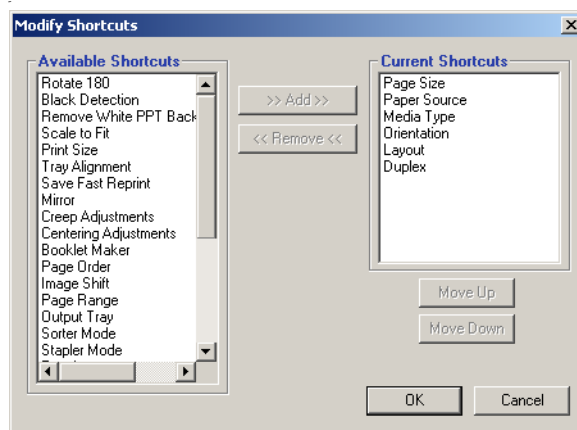 Modify Shortcuts
Available Shortcuts
Rotate 180
Black Detection
Remove White PPT Back
Scale to Fit
Print Size
Tray Alignment
Save Fast Reprint
Mirror
Creep Adjustments
Centering Adjustments
Booklet Maker
Page Order
Image Shift
Page Range
Output Tray
Sorter Mode
Stapler Mode
>> Add >>
<< Remove <<
Current Shortcuts
Page Size
Paper Source
Media Type
Orientation
Layout
Duplex
Move Up
Move Down
OK
Cancel